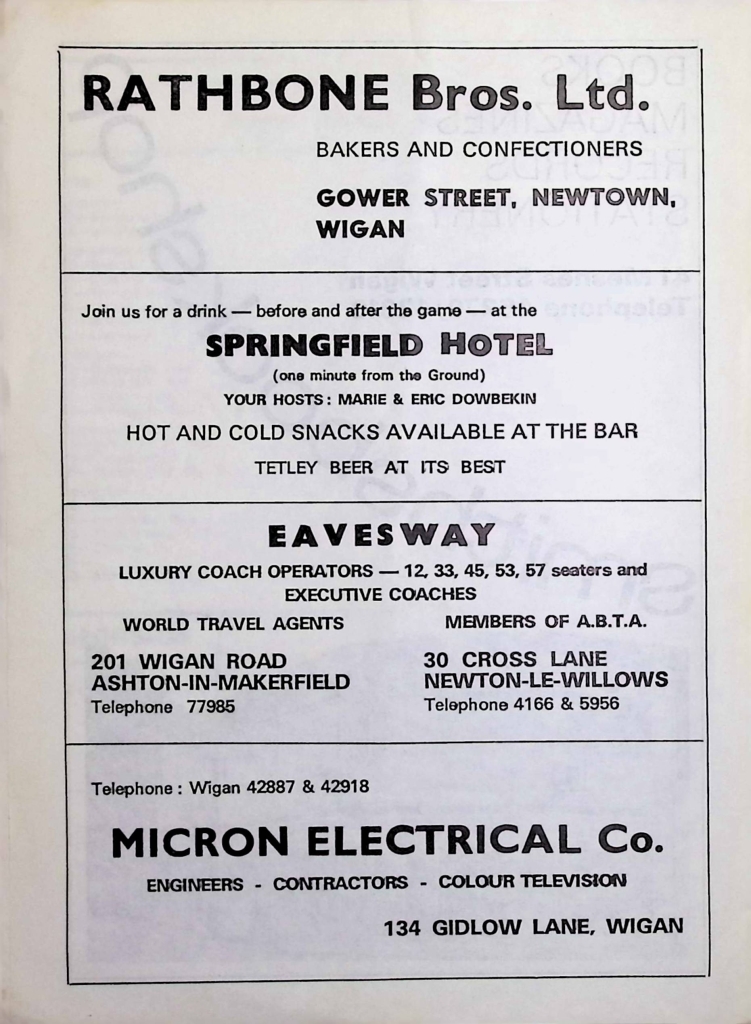 RATHBONE Bros. Ltd.
BAKERS AND CONFECTIONERS
GOWER STREET, NEWTOWN,
WIGAN
Join us for a drink — before and after the game — at the
SPRINGFIELD HOTEL
(one minute from the Ground)
YOUR HOSTS : MARIE & ERIC DOWBEKIN
HOT AND COLD SNACKS AVAILABLE AT THE BAR
TETLEY BEER AT ITS BEST
EAVESWAY
LUXURY COACH OPERATORS — 12, 33, 45, 53, 57 seaters and
EXECUTIVE COACHES
WORLD TRAVEL AGENTS MEMBERS OF A.B.T.A.
201 WIGAN ROAD 30 CROSS LANE
ASHTON-IN-MAKERFIELD NEWTON-LE-WILLOWS
Telephone 77985 Telephone 4166 & 5956
Telephone : Wigan 42887 & 42918
MICRON ELECTRICAL Co.
ENGINEERS - CONTRACTORS - COLOUR TELEVISION
134 GIDLOW LANE, WIGAN